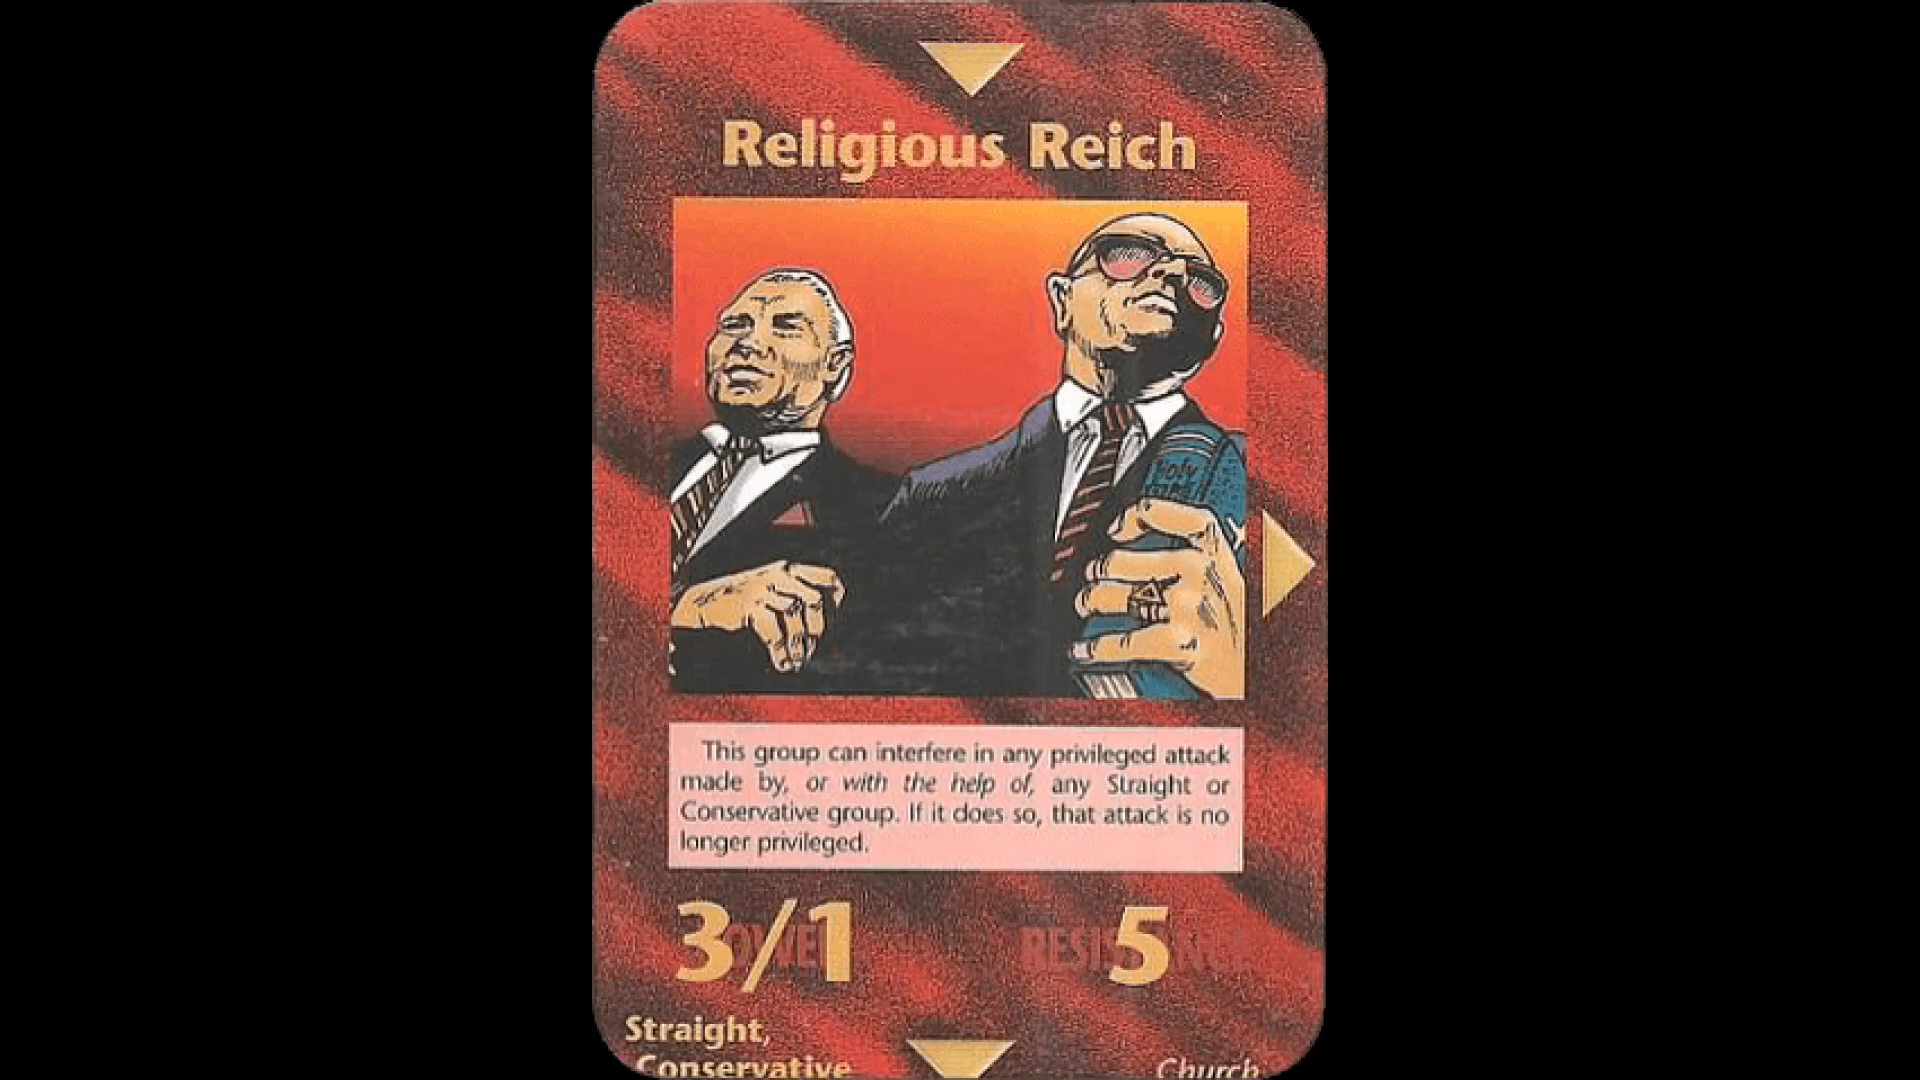 Religious Reich
Holy
This group can interfere in any privileged attack
made by, or with the help of, any Straight or
Conservative group. If it does so, that attack is no
longer privileged.
3/1
5
Straight,
Conservative
Church